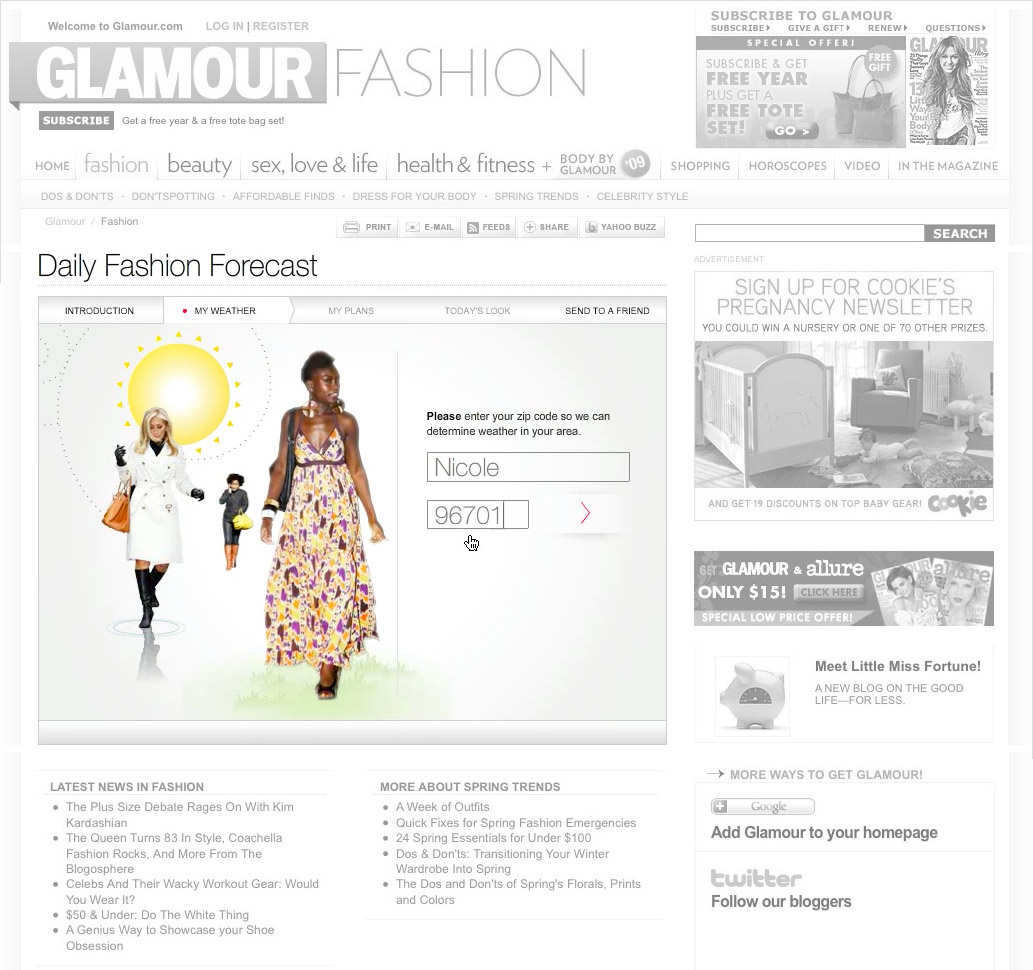 Welcome to Glamour.com LOG IN | REGISTER
GLAMOUR FASHION
SUBSCRIBE Get a free year & a free tote bag set!
SUBSCRIBE TO GLAMOUR
SUBSCRIBE GIVE A GIFT RENEW QUESTIONS
SPECIAL OFFER!
SUBSCRIBE & GET
FREE YEAR
PLUS GET A
FREE TOTE
SET!
GO >
FREE
GIFT
GLAMOUR
HOME fashion beauty sex, love & life health & fitness + BODY BY GLAMOUR '09 SHOPPING HOROSCOPES VIDEO IN THE MAGAZINE
DOS & DON'TS · DON'TSPOTTING · AFFORDABLE FINDS · DRESS FOR YOUR BODY · SPRING TRENDS · CELEBRITY STYLE
Glamour / Fashion
PRINT E-MAIL FEEDS SHARE YAHOO BUZZ
SEARCH
Daily Fashion Forecast
INTRODUCTION MY WEATHER MY PLANS TODAY'S LOOK SEND TO A FRIEND
Please enter your zip code so we can
determine weather in your area.
Nicole
96701
ADVERTISEMENT
SIGN UP FOR COOKIE'S
PREGNANCY NEWSLETTER
YOU COULD WIN A NURSERY OR ONE OF 70 OTHER PRIZES.
AND GET 19 DISCOUNTS ON TOP BABY GEAR! cookie
GET GLAMOUR & allure
ONLY $15! CLICK HERE
SPECIAL LOW PRICE OFFER!
Meet Little Miss Fortune!
A NEW BLOG ON THE GOOD
LIFE—FOR LESS.
LATEST NEWS IN FASHION
The Plus Size Debate Rages On With Kim
Kardashian
The Queen Turns 83 In Style, Coachella
Fashion Rocks, And More From The
Blogosphere
Celebs And Their Wacky Workout Gear: Would
You Wear It?
$50 & Under: Do The White Thing
A Genius Way to Showcase your Shoe
Obsession
MORE ABOUT SPRING TRENDS
A Week of Outfits
Quick Fixes for Spring Fashion Emergencies
24 Spring Essentials for Under $100
Dos & Don'ts: Transitioning Your Winter
Wardrobe Into Spring
The Dos and Don'ts of Spring's Florals, Prints
and Colors
MORE WAYS TO GET GLAMOUR!
Google
Add Glamour to your homepage
twitter
Follow our bloggers